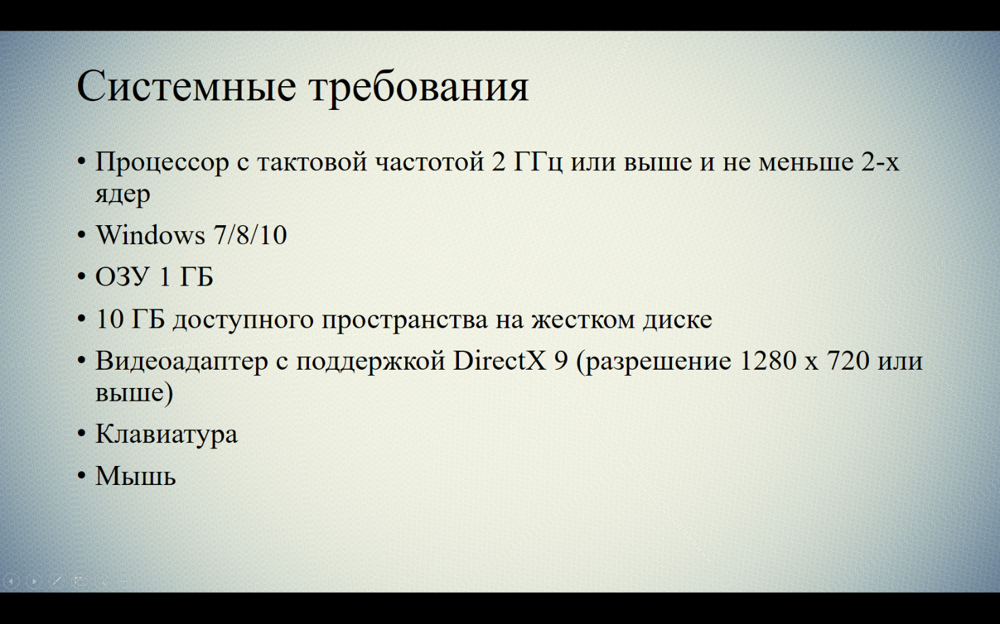 Системные требования
• Процессор с тактовой частотой 2 ГГц или выше и не меньше 2-х
ядер
• Windows 7/8/10
• ОЗУ 1 ГБ
• 10 ГБ доступного пространства на жестком диске
• Видеоадаптер с поддержкой DirectX 9 (разрешение 1280 x 720 или
выше)
• Клавиатура
• Мышь